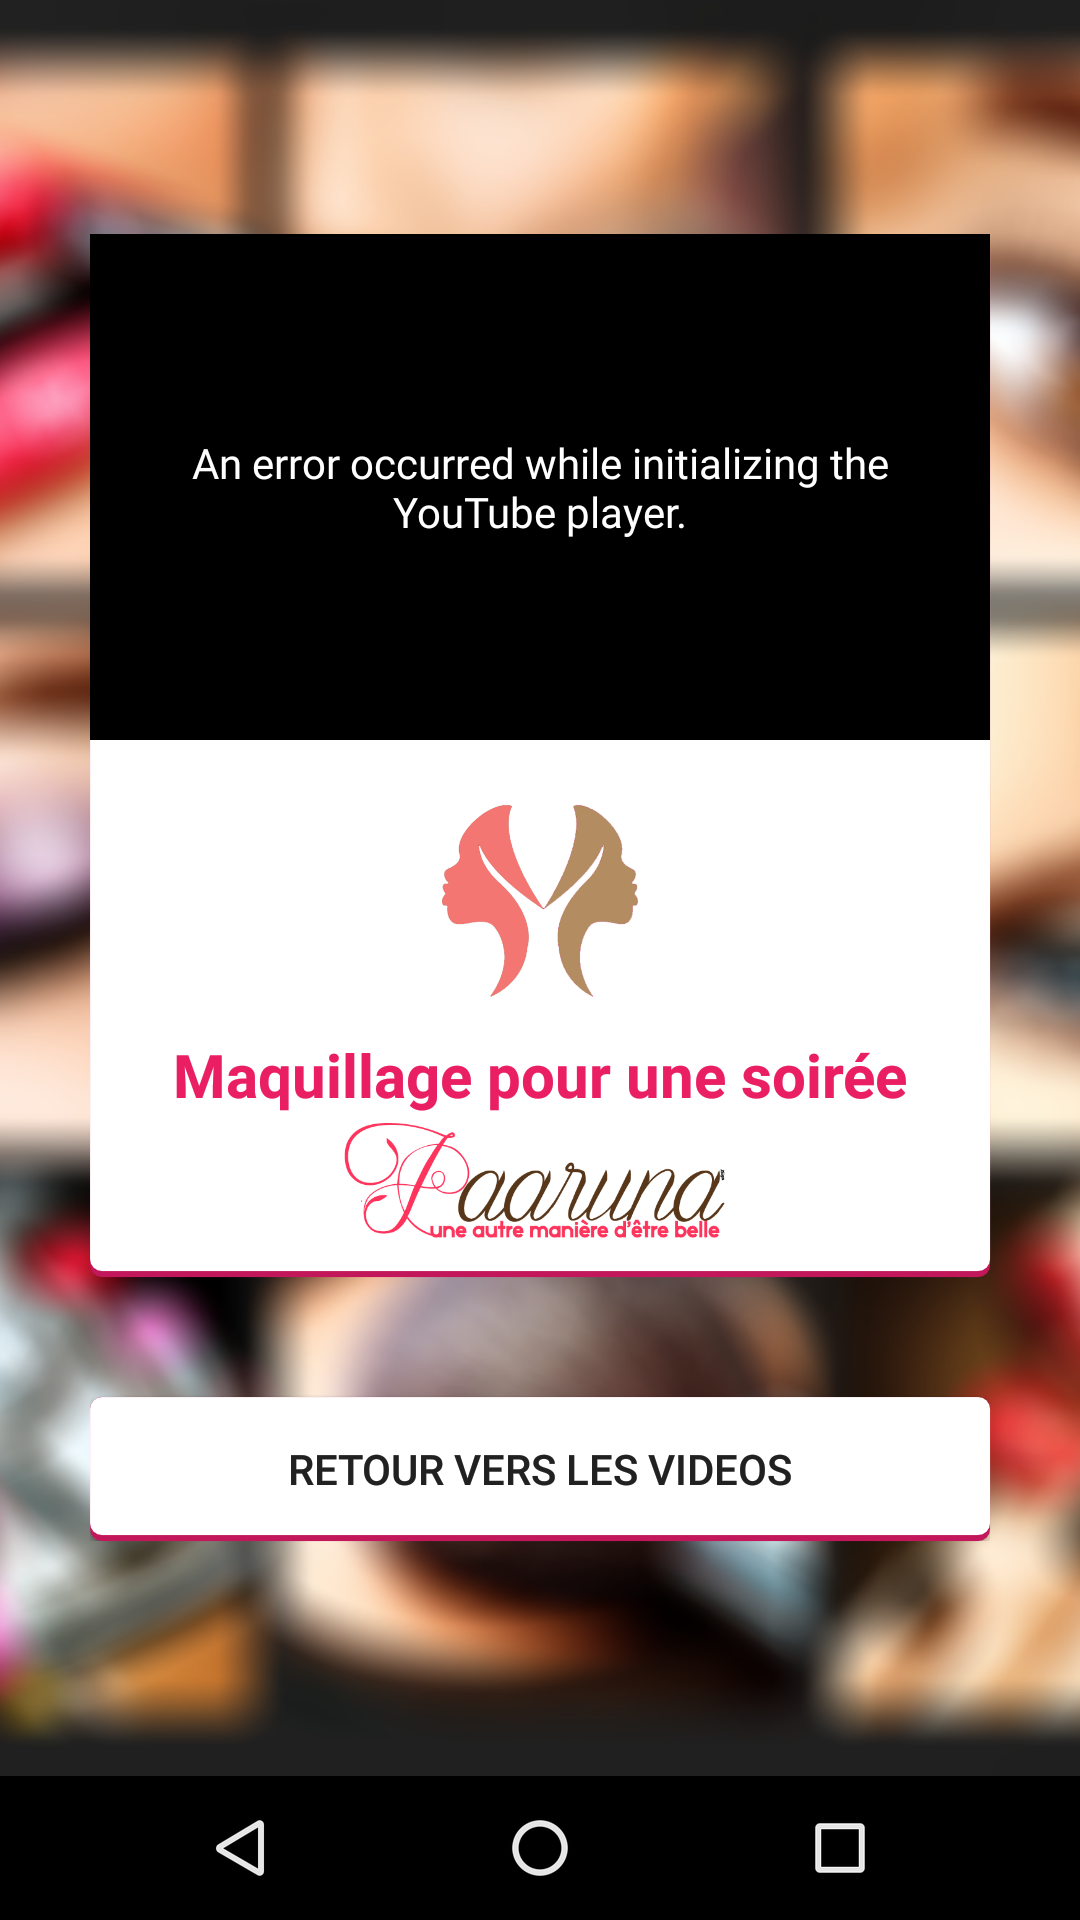 An error occurred while initializing the
YouTube player.
Maquillage pour une soirée
Jaaruna
une autre manière d'être belle
RETOUR VERS LES VIDEOS